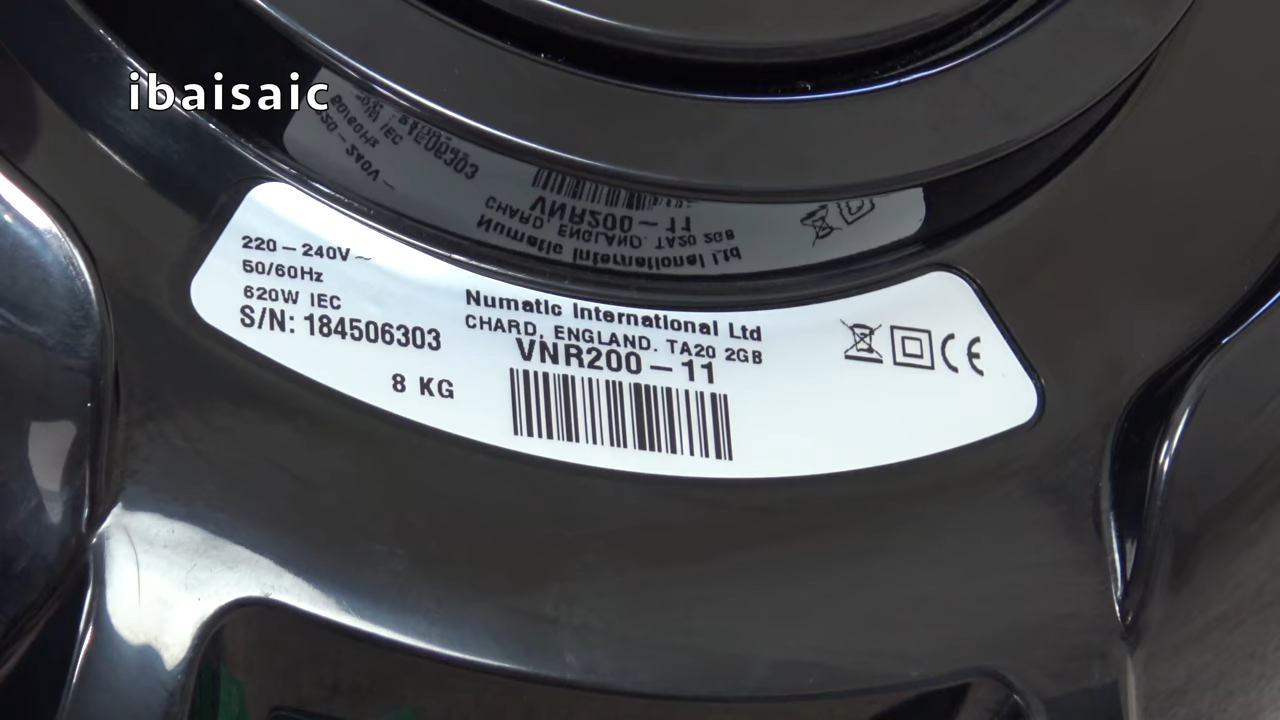 ibaisaic
220-240V~
50/60Hz
620W IEC
S/N: 184506303
8 KG
Numatic International Ltd
CHARD, ENGLAND. TA20 2GB
VNR200-11
CE